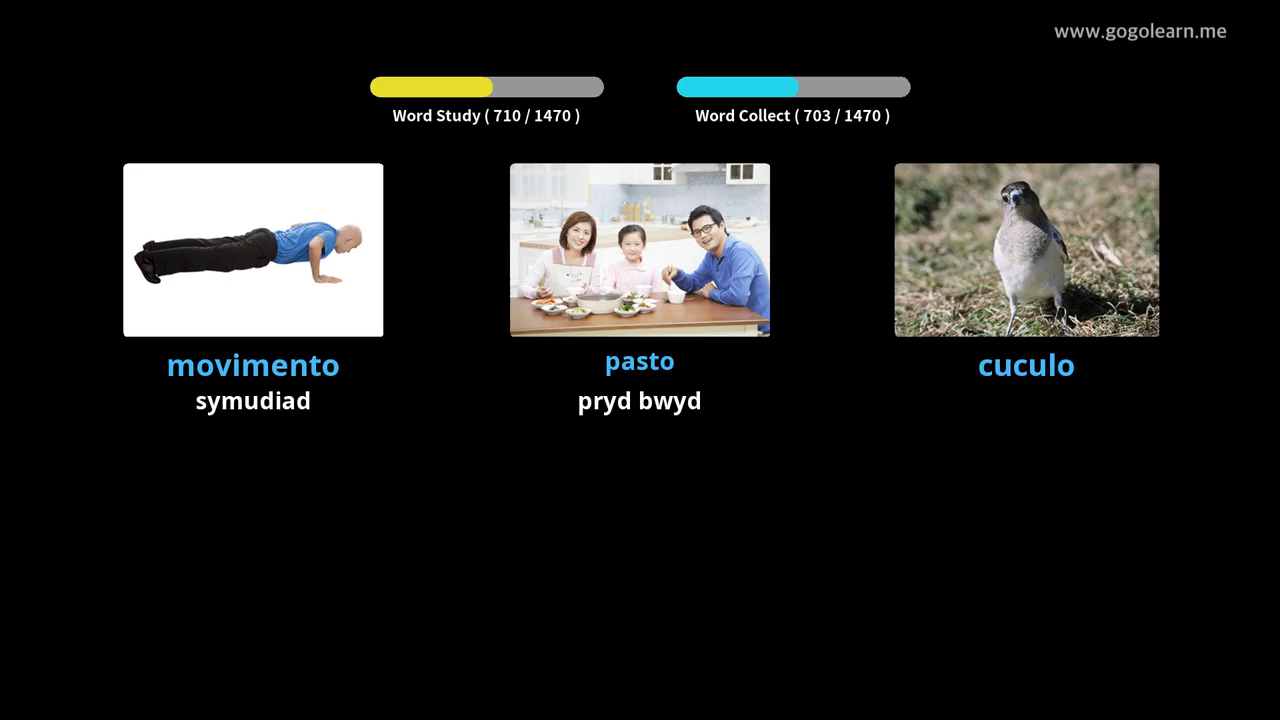 www.gogolearn.me
Word Study ( 710 / 1470 )
Word Collect ( 703 / 1470 )
movimento
symudiad
pasto
pryd bwyd
cuculo